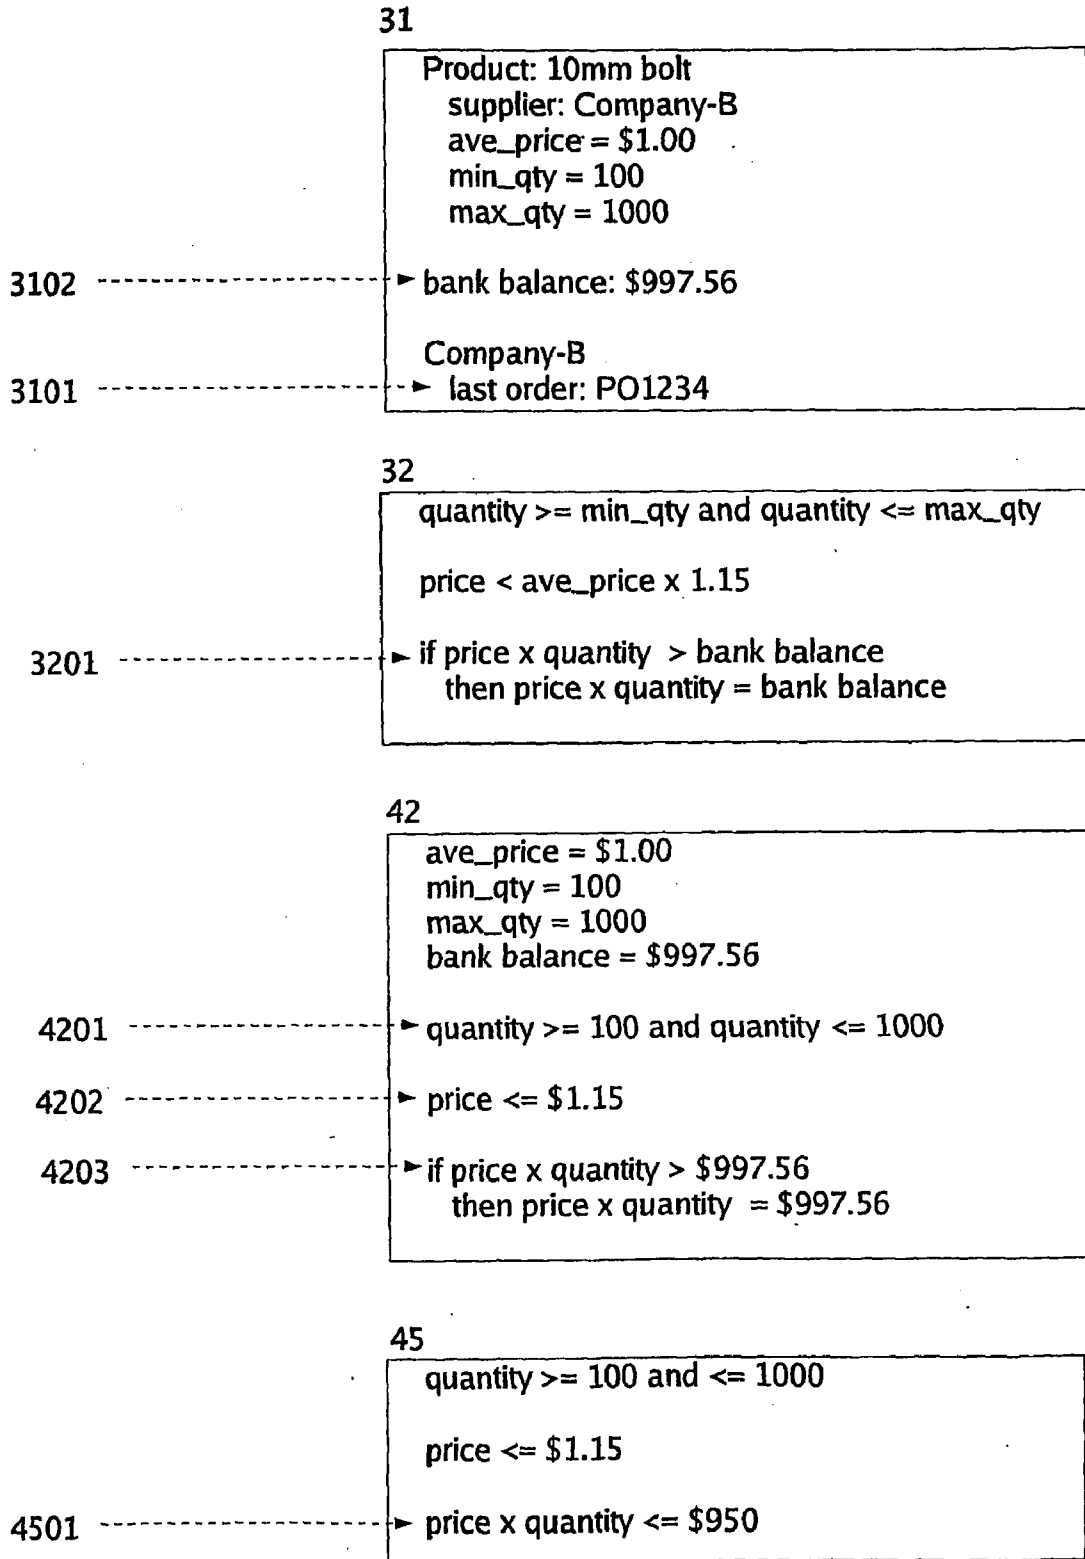 31
Product: 10mm bolt
supplier: Company-B
ave_price = $1.00
min_qty = 100
max_qty = 1000
3102 bank balance: $997.56
Company-B
3101 last order: PO1234
32
quantity >= min_qty and quantity <= max_qty
price < ave_price x 1.15
3201 if price x quantity > bank balance
then price x quantity = bank balance
42
ave_price = $1.00
min_qty = 100
max_qty = 1000
bank balance = $997.56
4201 quantity >= 100 and quantity <= 1000
4202 price <= $1.15
4203 if price x quantity > $997.56
then price x quantity = $997.56
45
quantity >= 100 and <= 1000
price <= $1.15
4501 price x quantity <= $950